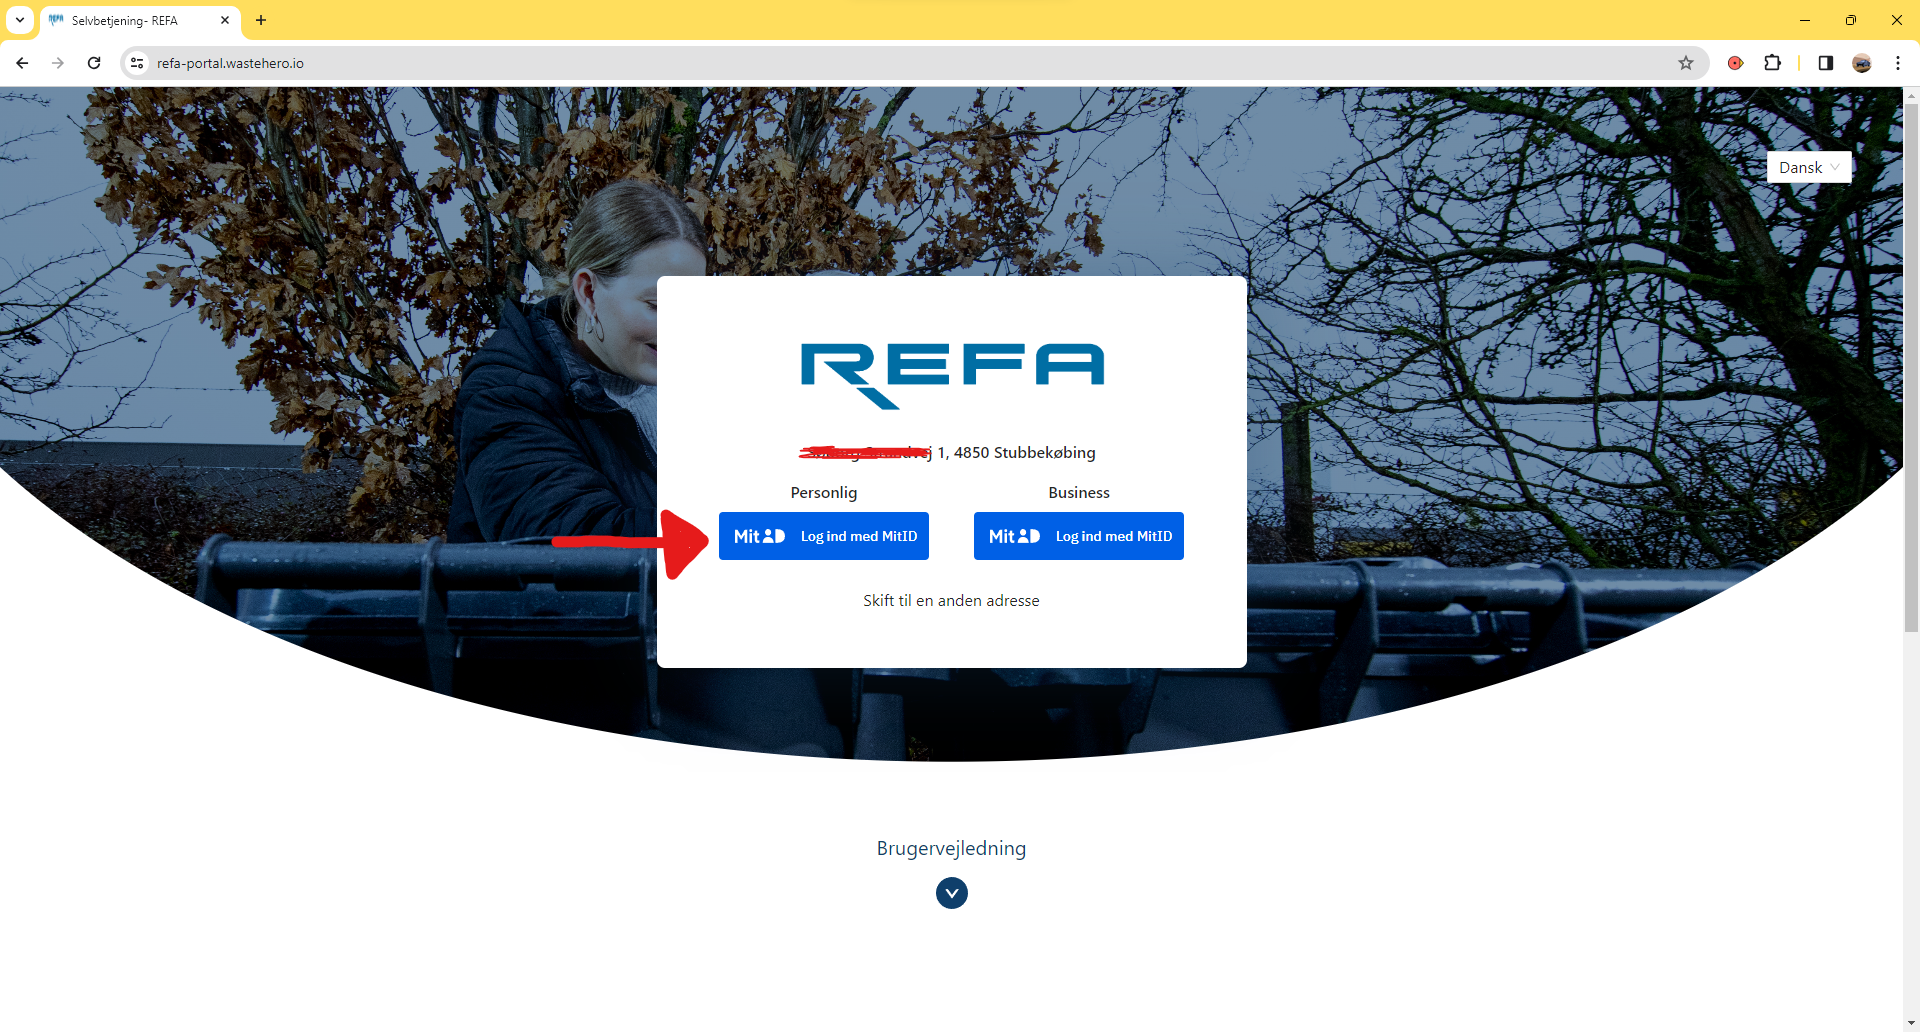 Selvbetjening- REFA
refa-portal.wastehero.io
Dansk
REFA
1, 4850 Stubbekøbing
Personlig
Business
Mit ID Log ind med MitID
Mit ID Log ind med MitID
Skift til en anden adresse
Brugervejledning